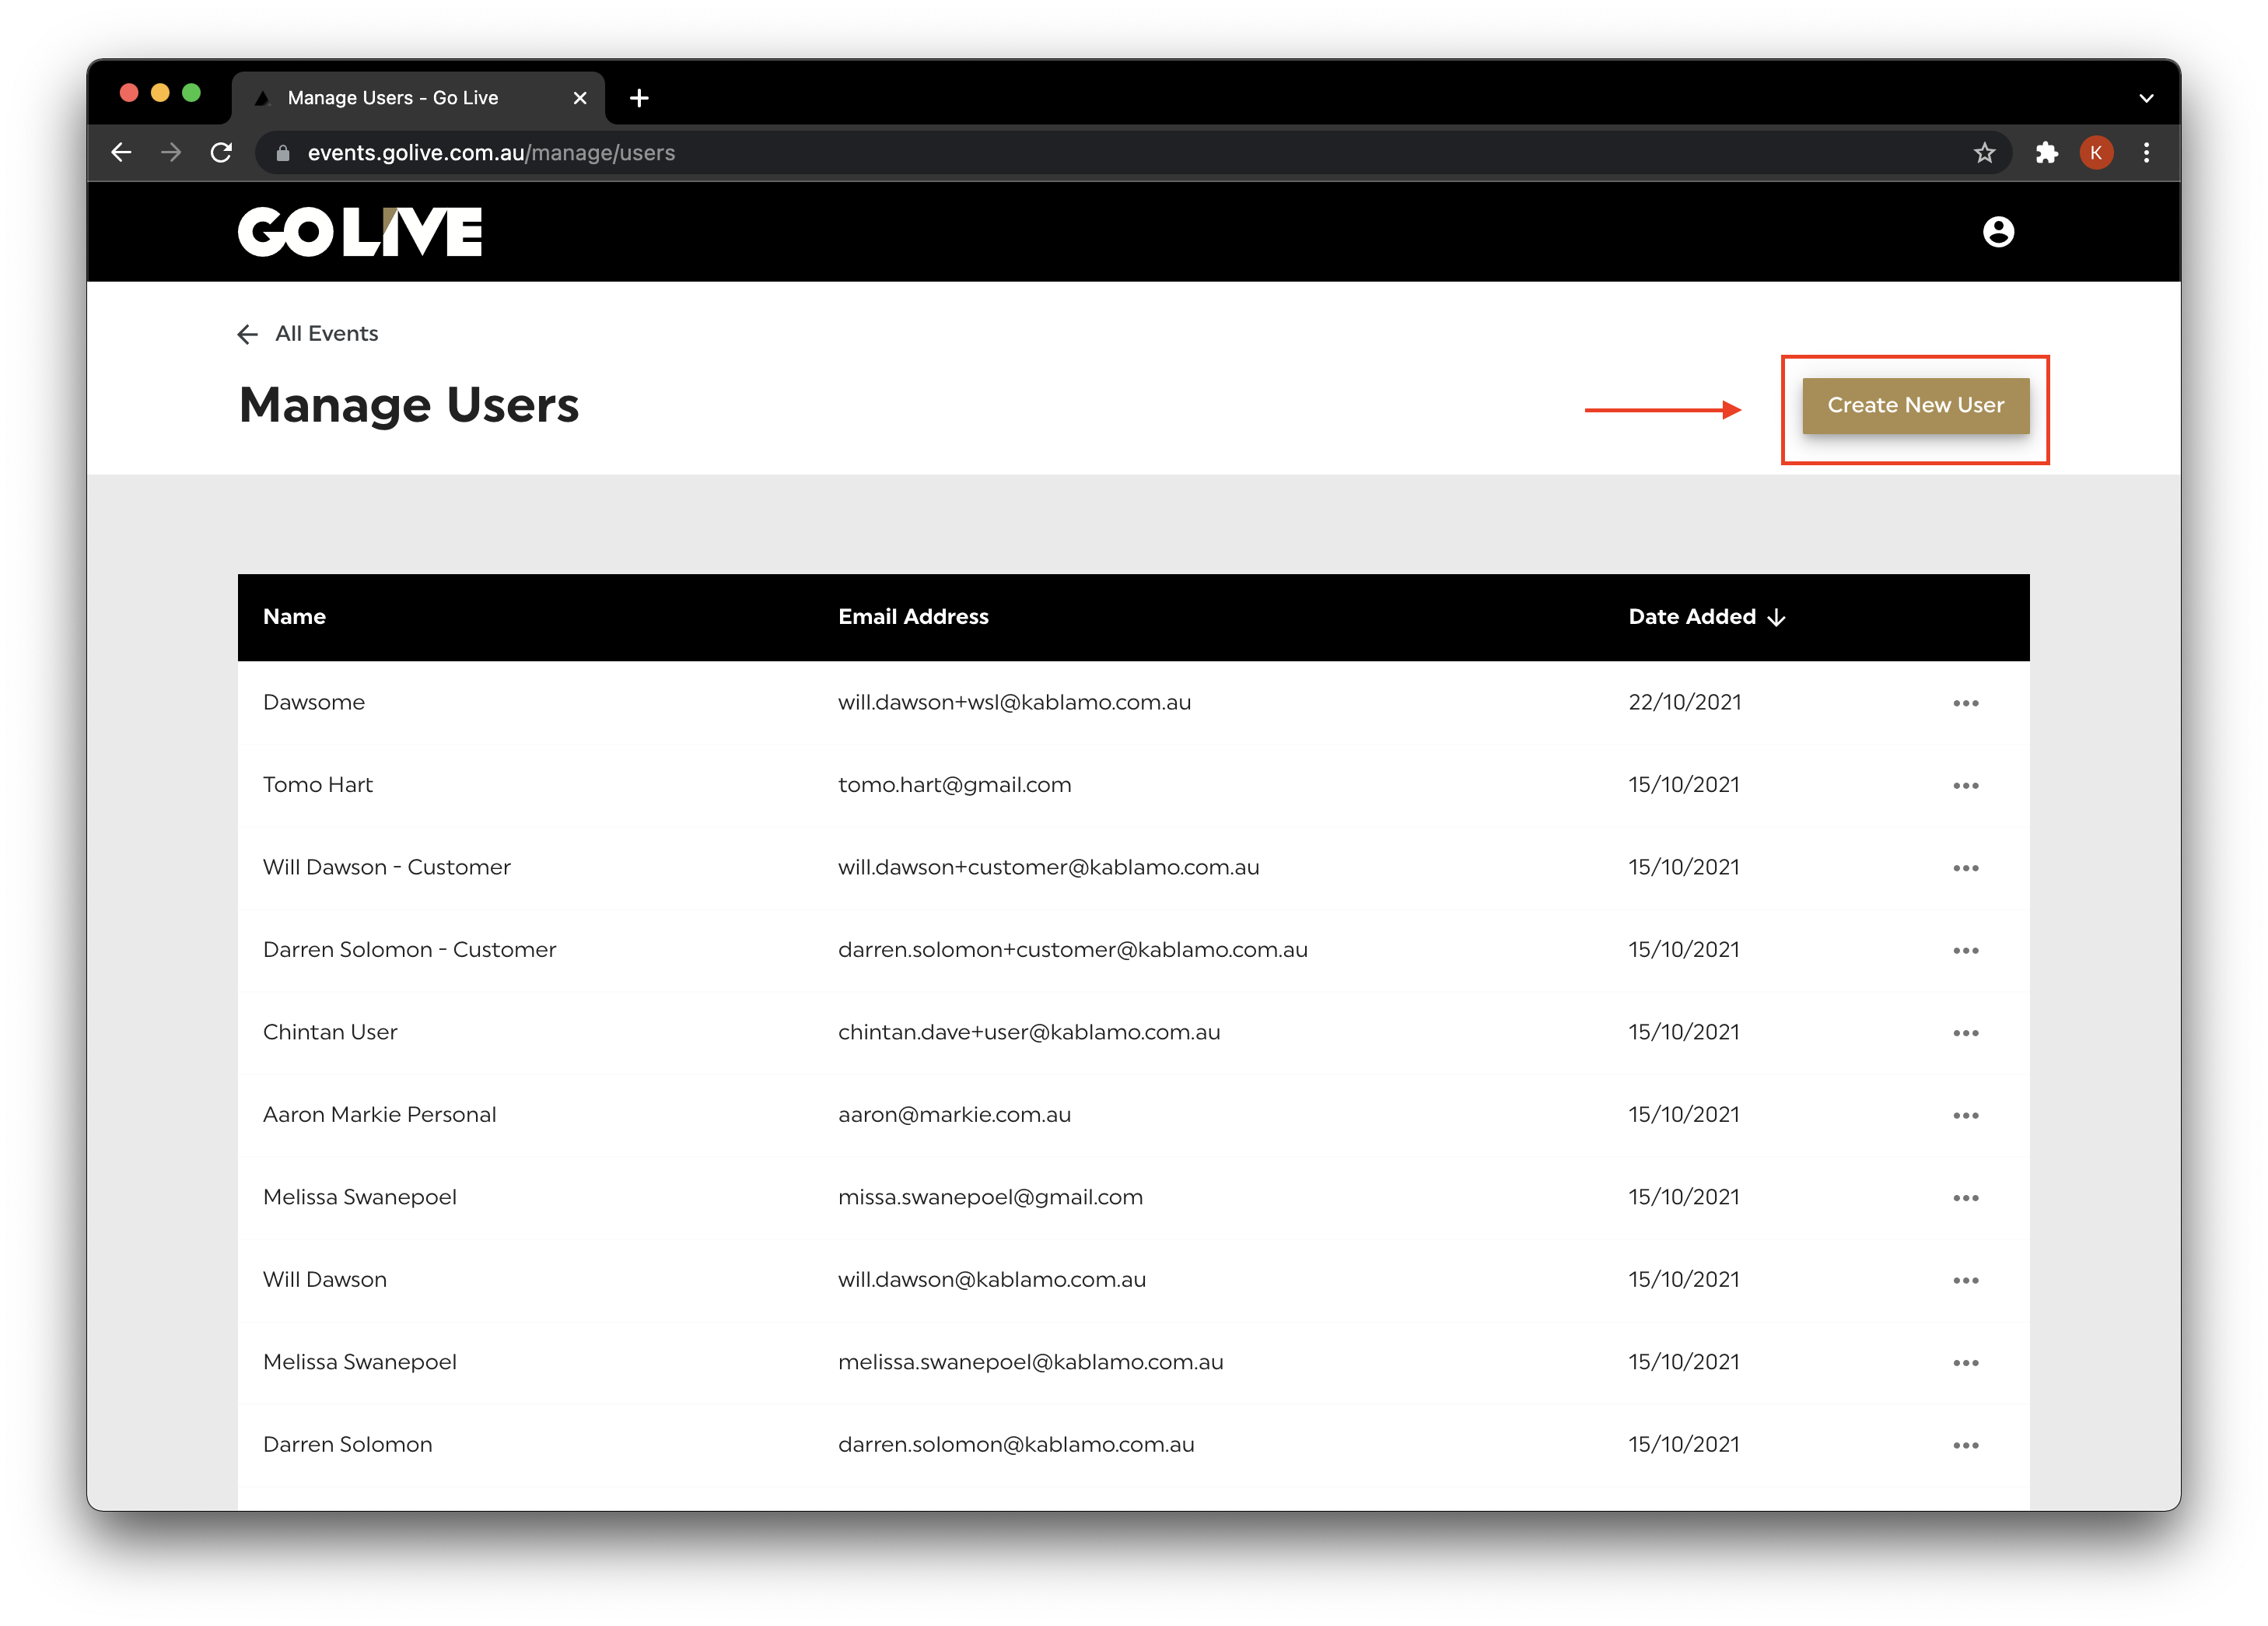 Manage Users - Go Live
events.golive.com.au/manage/users
K
GO LIVE
All Events
Manage Users
Create New User
Name Email Address Date Added
Dawsome will.dawson+wsl@kablamo.com.au 22/10/2021
Tomo Hart tomo.hart@gmail.com 15/10/2021
Will Dawson - Customer will.dawson+customer@kablamo.com.au 15/10/2021
Darren Solomon - Customer darren.solomon+customer@kablamo.com.au 15/10/2021
Chintan User chintan.dave+user@kablamo.com.au 15/10/2021
Aaron Markie Personal aaron@markie.com.au 15/10/2021
Melissa Swanepoel missa.swanepoel@gmail.com 15/10/2021
Will Dawson will.dawson@kablamo.com.au 15/10/2021
Melissa Swanepoel melissa.swanepoel@kablamo.com.au 15/10/2021
Darren Solomon darren.solomon@kablamo.com.au 15/10/2021